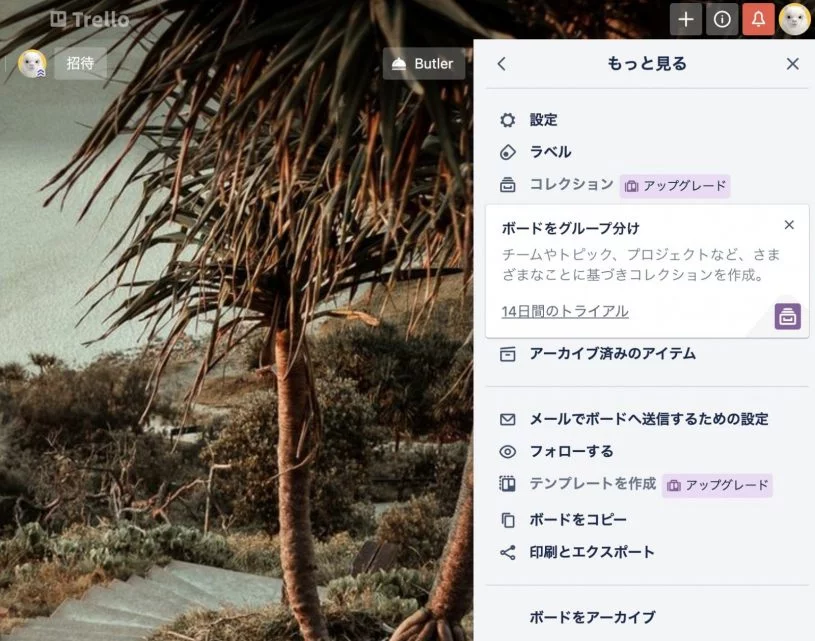 Trello
招待
Butler
もっと見る
設定
ラベル
コレクション アップグレード
ボードをグループ分け
チームやトピック、プロジェクトなど、さま
ざまなことに基づきコレクションを作成。
14日間のトライアル
アーカイブ済みのアイテム
メールでボードへ送信するための設定
フォローする
テンプレートを作成 アップグレード
ボードをコピー
印刷とエクスポート
ボードをアーカイブ